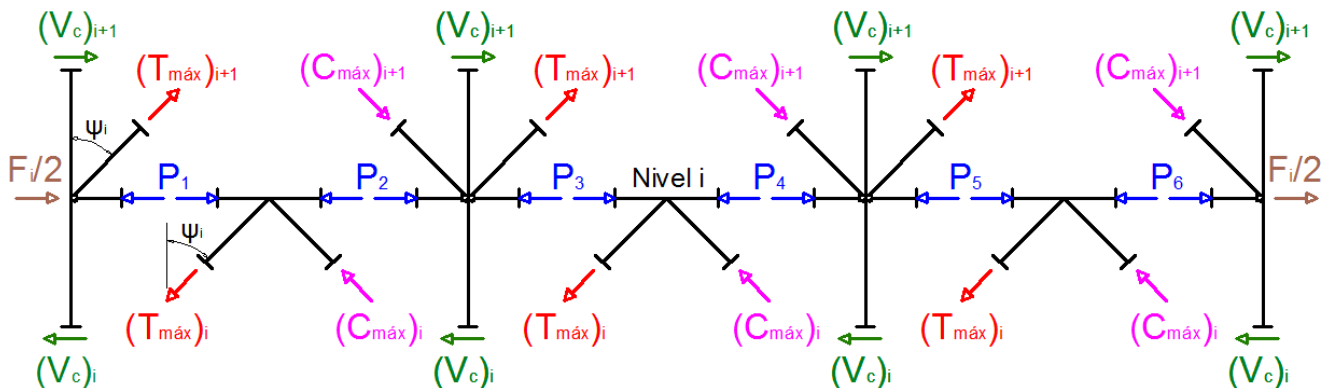 (Vc)i+1
(Vc)i+1
(Vc)i+1
(Vc)i+1
(Tmáx)i+1
(Cmáx)i+1
(Tmáx)i+1
(Cmáx)i+1
(Tmáx)i+1
(Cmáx)i+1
Ψi
Fi/2
P1
P2
P3
Nivel i
P4
P5
P6
Fi/2
Ψi
(Tmáx)i
(Cmáx)i
(Tmáx)i
(Cmáx)i
(Tmáx)i
(Cmáx)i
(Vc)i
(Vc)i
(Vc)i
(Vc)i